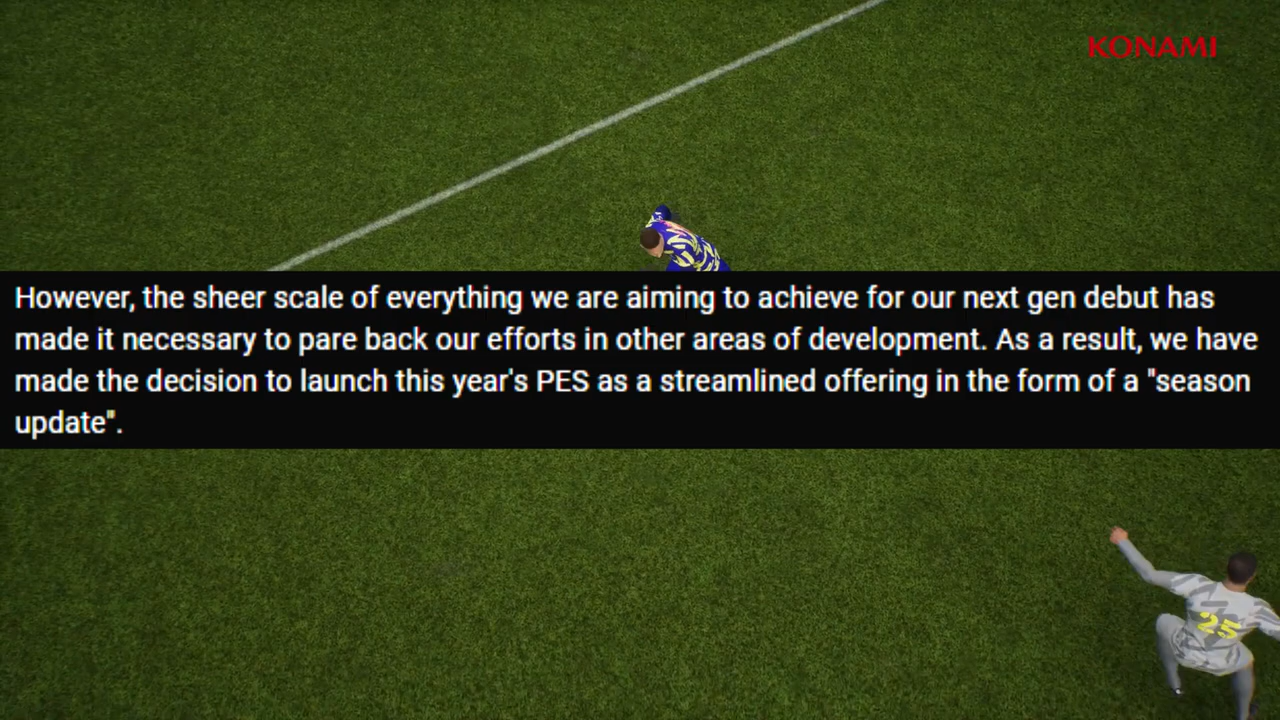 KONAMI
However, the sheer scale of everything we are aiming to achieve for our next gen debut has
made it necessary to pare back our efforts in other areas of development. As a result, we have
made the decision to launch this year's PES as a streamlined offering in the form of a "season
update".
25